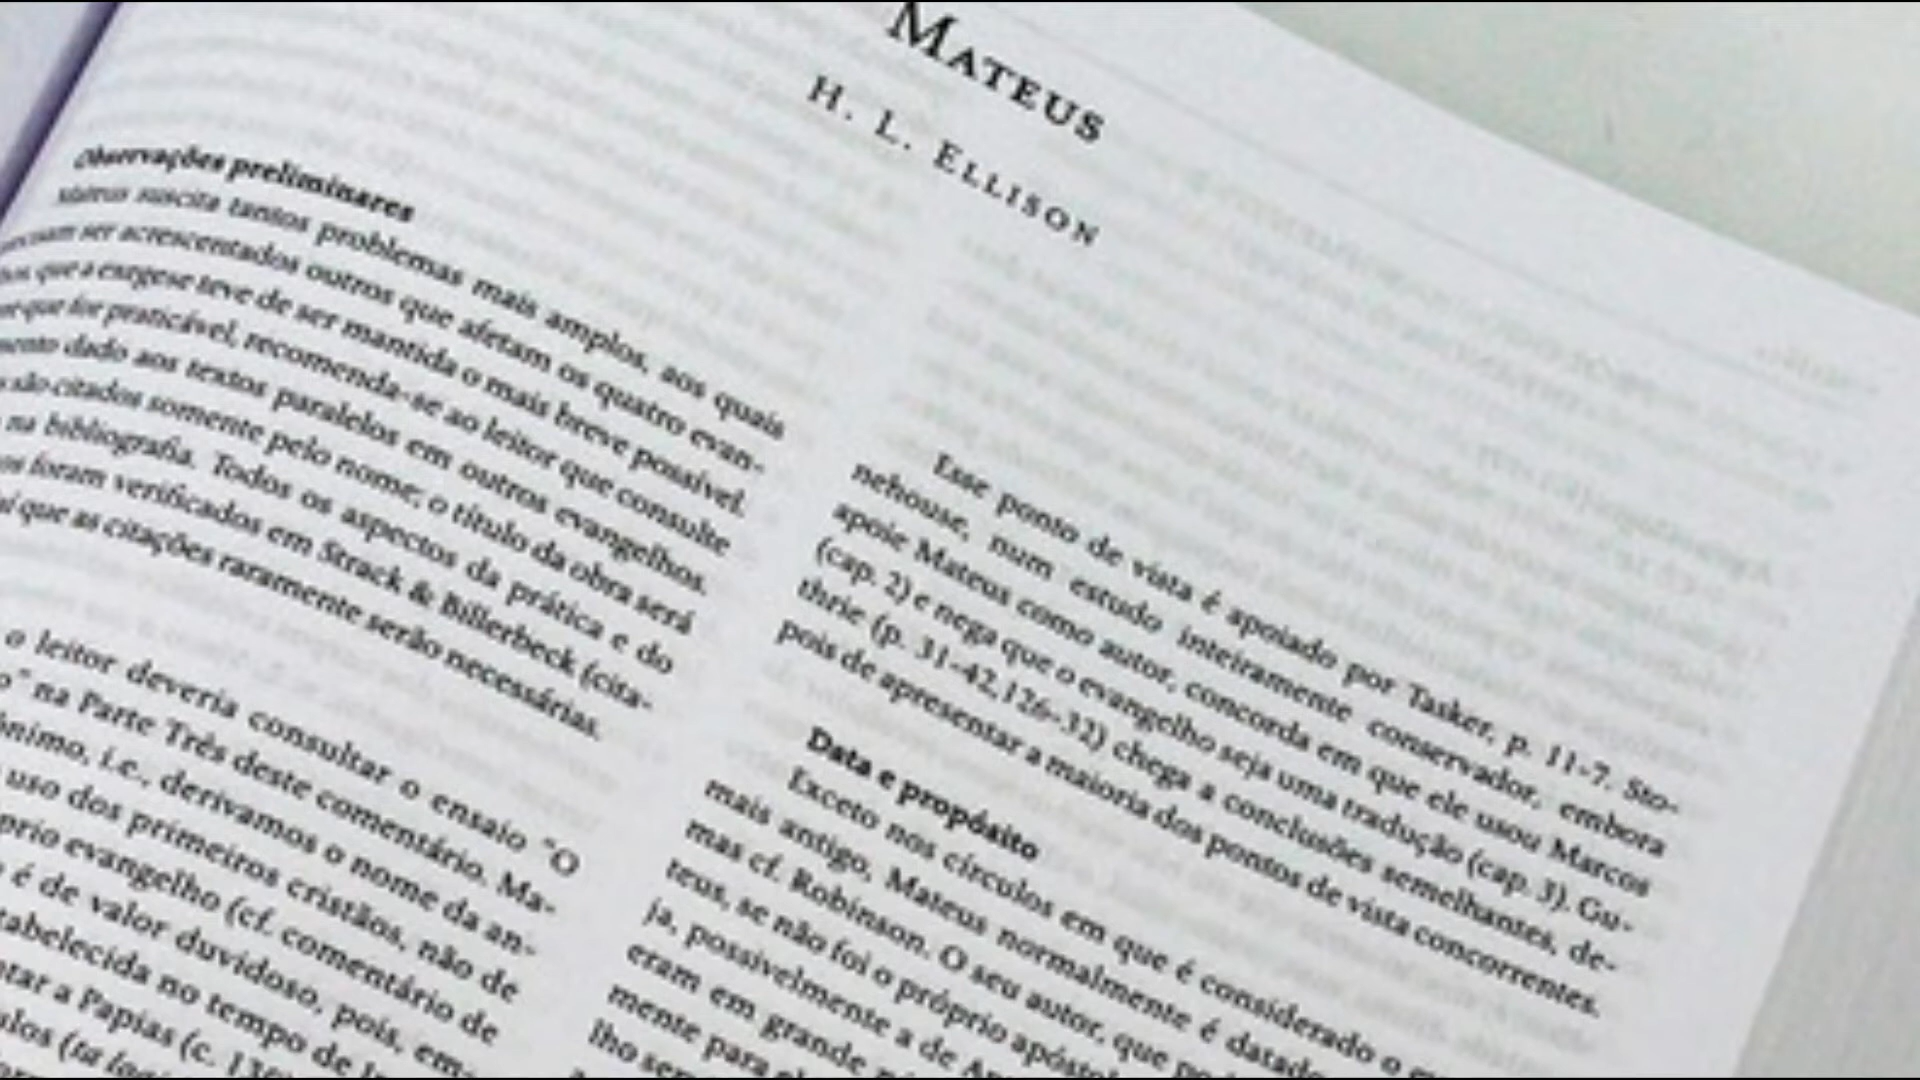 MATEUS
H. L. ELLISON
Observações preliminares
Mateus suscita tantos problemas mais amplos, aos quais
ser acrescentados outros que afetam os quatro evan-
que a exegese teve de ser mantida o mais breve possível.
que for praticável, recomenda-se ao leitor que consulte
dado aos textos paralelos em outros evangelhos.
são citados somente pelo nome; o título da obra será
na bibliografia. Todos os aspectos da prática e do
foram verificados em Strack & Billerbeck (cita-
que as citações raramente serão necessárias.
o leitor deveria consultar o ensaio "O
na Parte Três deste comentário. Ma-
i.e., derivamos o nome da an-
uso dos primeiros cristãos, não de
evangelho (cf. comentário de
é de valor duvidoso, pois, em-
no tempo de
a Papias (c.
Esse ponto de vista é apoiado por Tasker, p. 11-7. Sto-
nehouse, num estudo inteiramente conservador, embora
apoie Mateus como autor, concorda em que ele usou Marcos
(cap. 2) e nega que o evangelho seja uma tradução (cap. 3). Gu-
thrie (p. 31-42,126-32) chega a conclusões semelhantes, de-
pois de apresentar a maioria dos pontos de vista concorrentes.
Data e propósito
Exceto nos círculos em que é considerado o
mais antigo, Mateus normalmente é datado
mas cf. Robinson. O seu autor, que
teus, se não foi o próprio
ja, possivelmente a de
eram em grande
mente para
lho